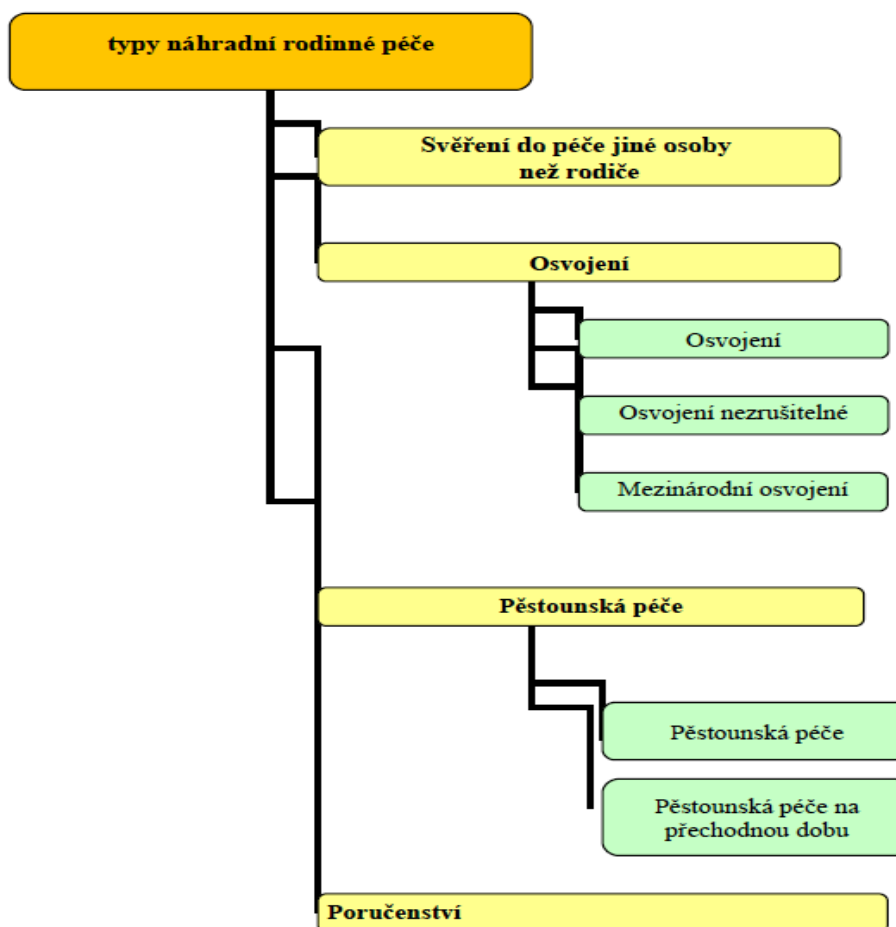 typy náhradní rodinné péče
Svěření do péče jiné osoby
než rodiče
Osvojení
Osvojení
Osvojení nezrušitelné
Mezinárodní osvojení
Pěstounská péče
Pěstounská péče
Pěstounská péče na
přechodnou dobu
Poručenství